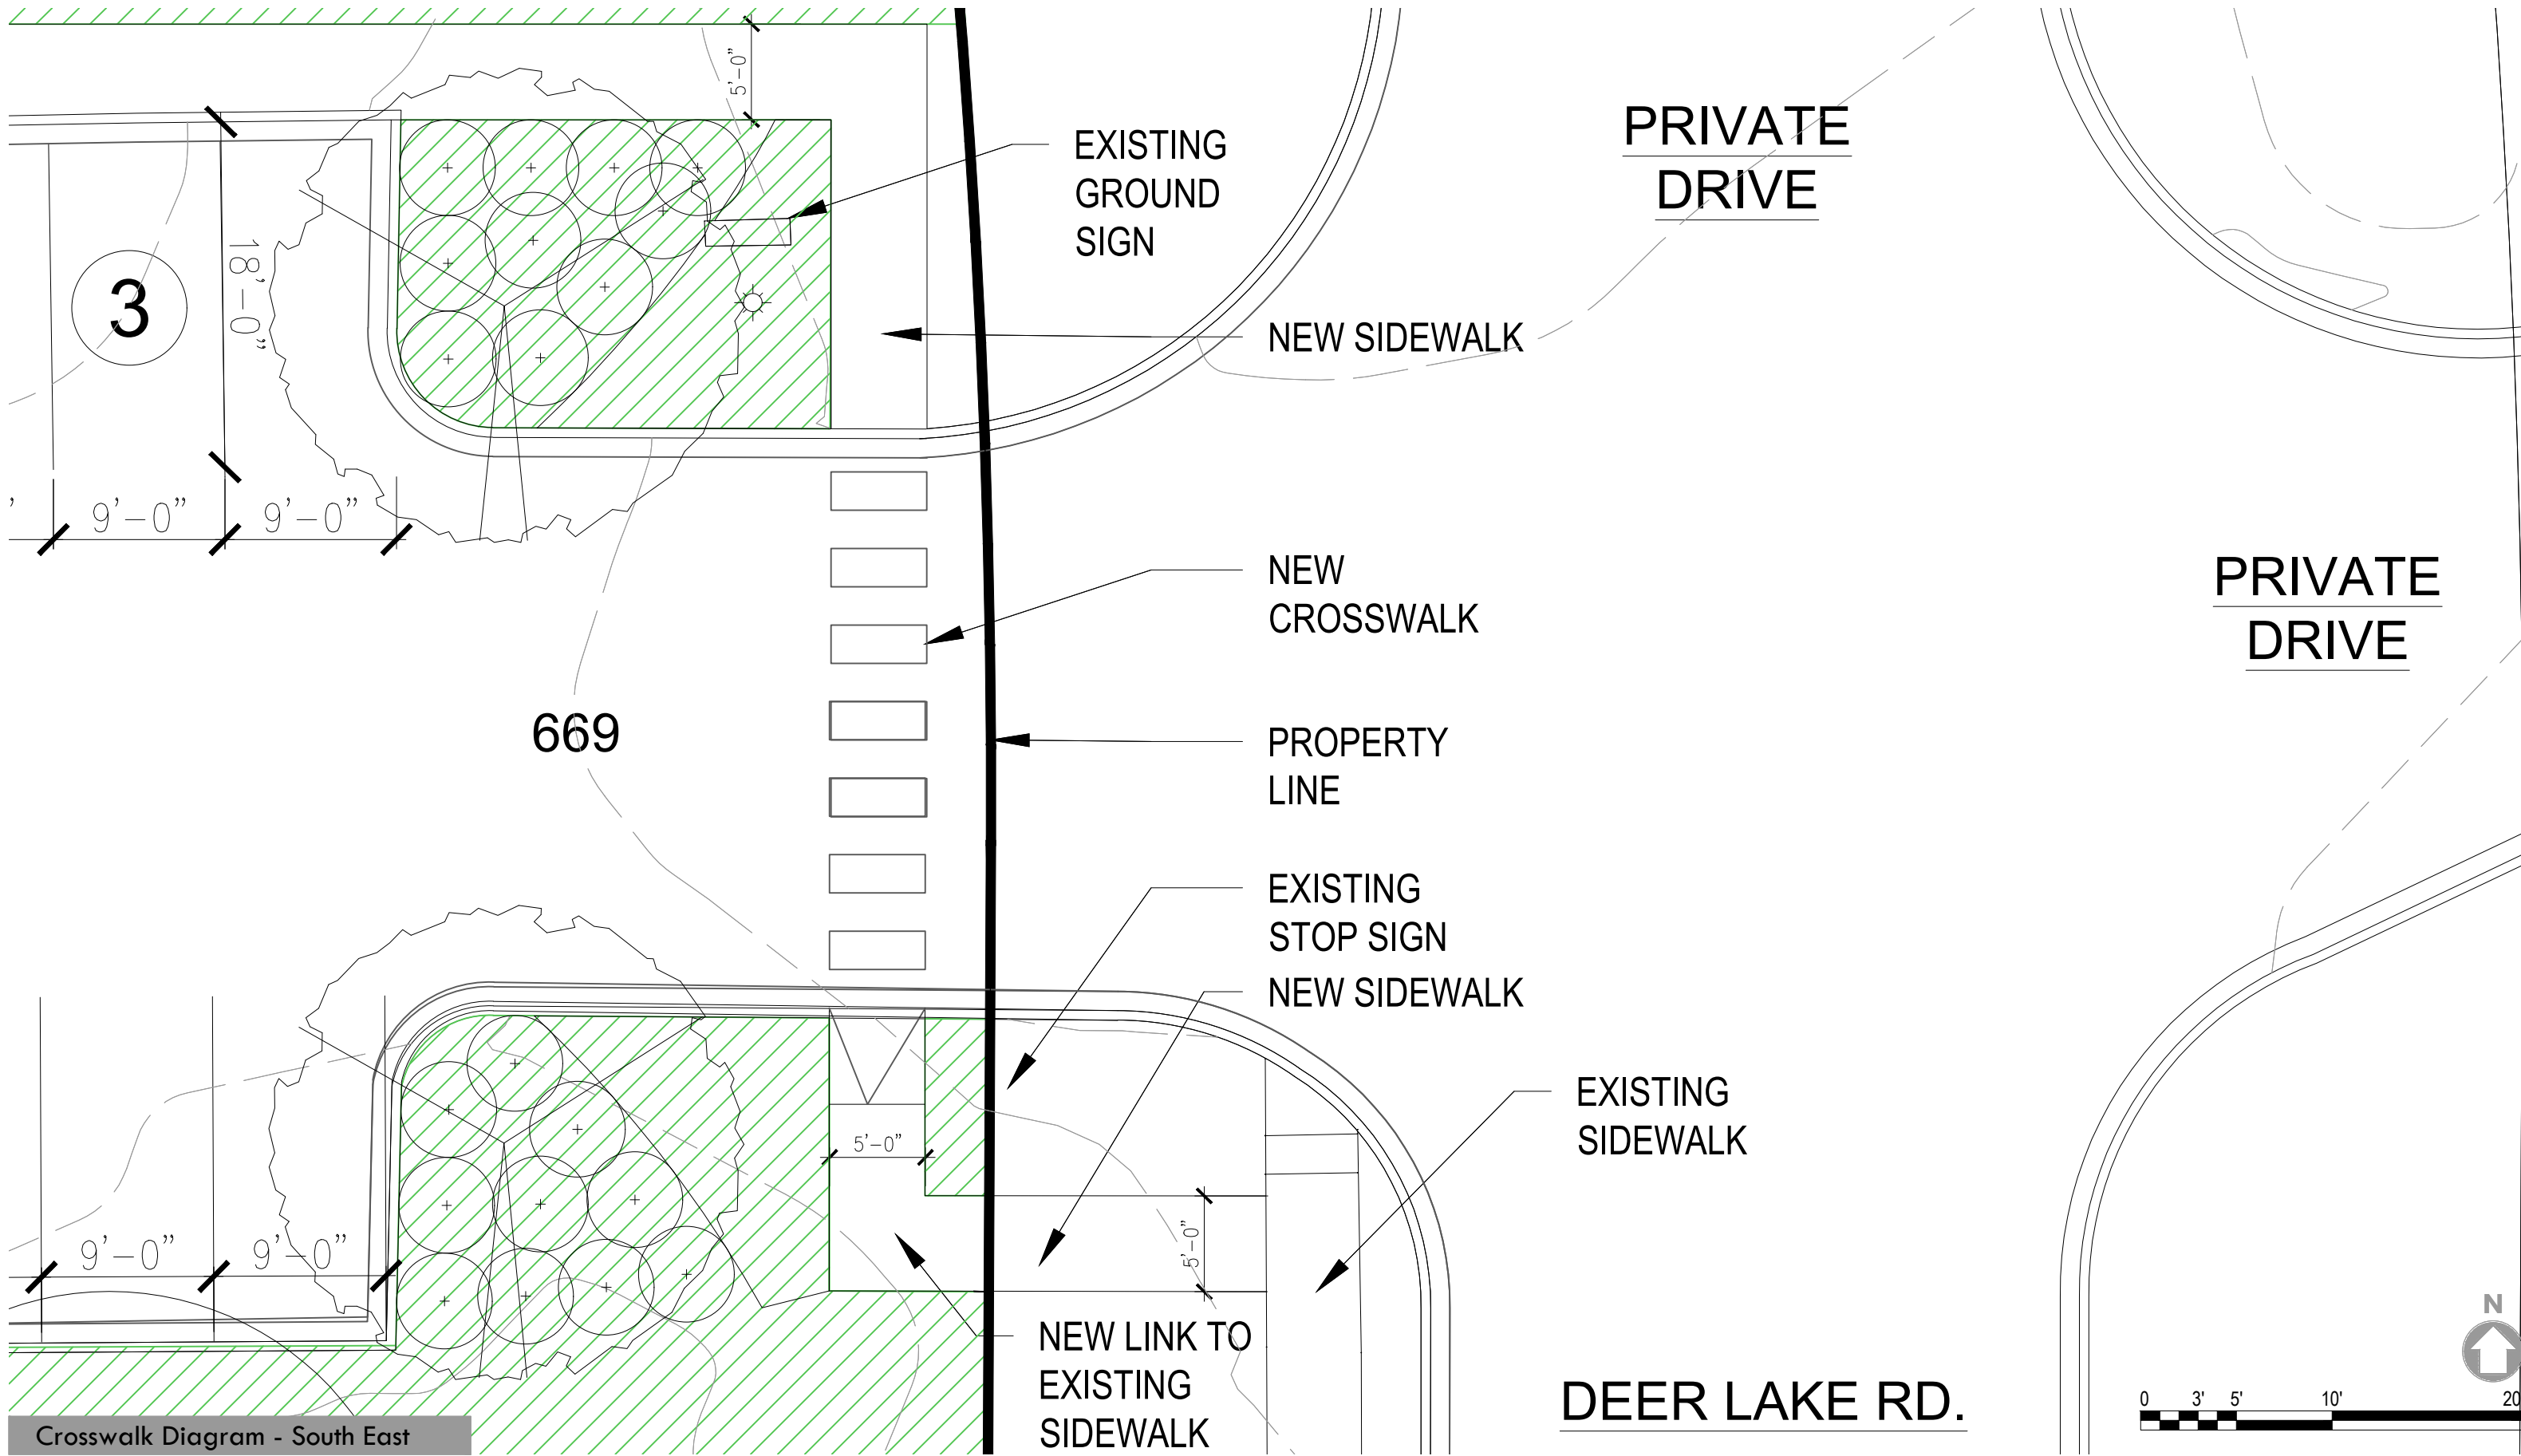 5'-0"
EXISTING
GROUND
SIGN
PRIVATE
DRIVE
3
18'-0"
NEW SIDEWALK
9'-0"
9'-0"
NEW
CROSSWALK
PRIVATE
DRIVE
669
PROPERTY
LINE
EXISTING
STOP SIGN
NEW SIDEWALK
EXISTING
SIDEWALK
5'-0"
5'-0"
9'-0"
9'-0"
NEW LINK TO
EXISTING
SIDEWALK
DEER LAKE RD.
N
0 3' 5' 10' 20
Crosswalk Diagram - South East